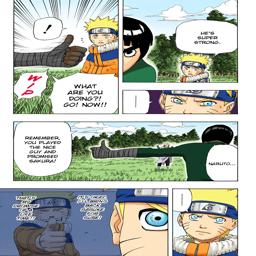 !
HE'S
SUPER
STRONG.
WHAT
ARE YOU
DOING?!
GO! NOW!!
WIP
REMEMBER,
YOU PLAYED
THE NICE
GUY AND
PROMISED
SAKURA!
NARUTO...